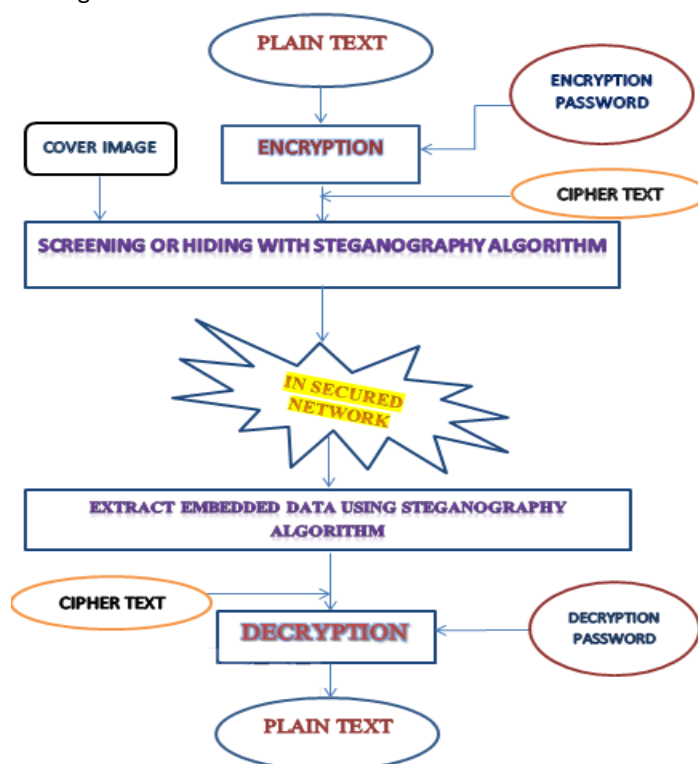 PLAIN TEXT
ENCRYPTION
PASSWORD
ENCRYPTION
COVER IMAGE
CIPHER TEXT
SCREENING OR HIDING WITH STEGANOGRAPHY ALGORITHM
IN SECURED
NETWORK
EXTRACT EMBEDDED DATA USING STEGANOGRAPHY
ALGORITHM
CIPHER TEXT
DECRYPTION
DECRYPTION
PASSWORD
PLAIN TEXT